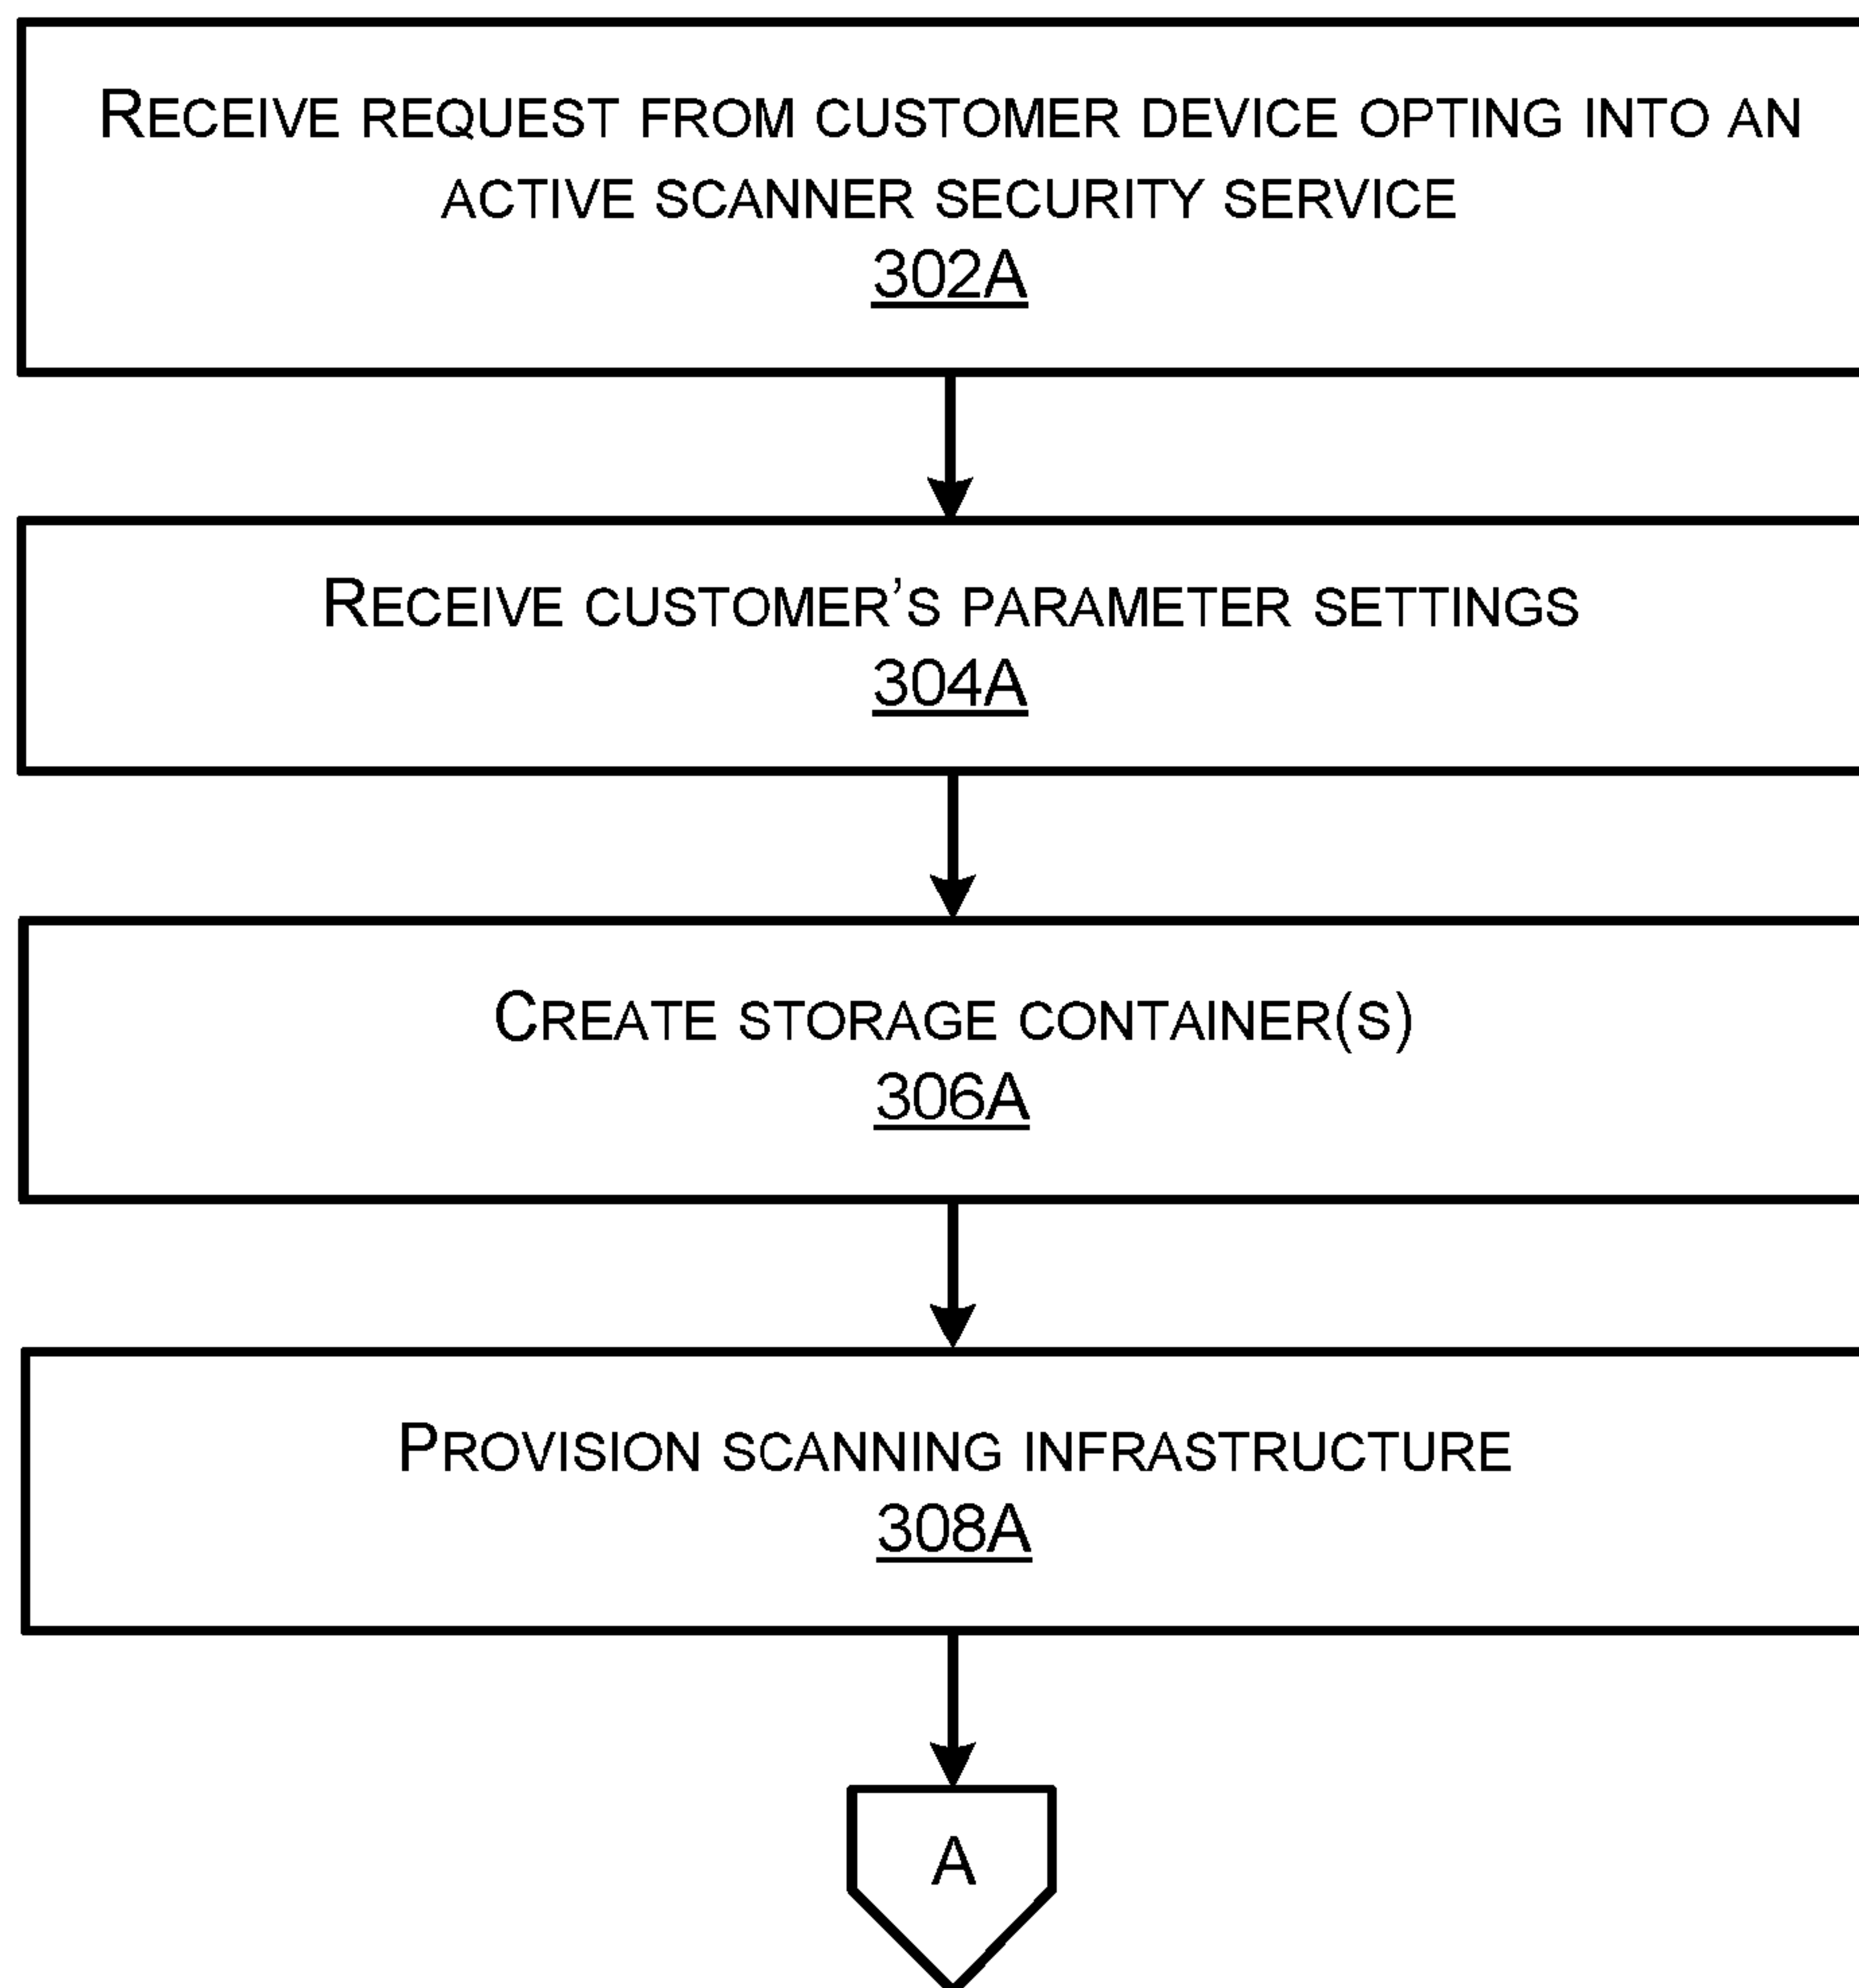 RECEIVE REQUEST FROM CUSTOMER DEVICE OPTING INTO AN
ACTIVE SCANNER SECURITY SERVICE
302A
RECEIVE CUSTOMER'S PARAMETER SETTINGS
304A
CREATE STORAGE CONTAINER(S)
306A
PROVISION SCANNING INFRASTRUCTURE
308A
A